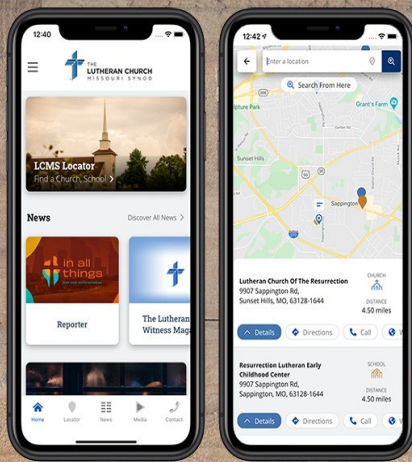 12:40
THE
LUTHERAN CHURCH
MISSOURI SYNOD
LCMS Locator
Find a Church, School >
News
Discover All News >
in all
things
Reporter
The Lutheran
Witness Mag
Home
Locator
News
Media
Contact
12:42
Enter a location
Search From Here
pture Park
Grant's Farm
Sunset Hills
Sappington
Lutheran Church Of The Resurrection
9907 Sappington Rd,
Sunset Hills, MO, 63128-1644
CHURCH
DISTANCE
4.50 miles
Details
Directions
Call
W
Resurrection Lutheran Early
Childhood Center
9907 Sappington Rd,
Sappington, MO, 63128-1644
SCHOOL
DISTANCE
4.50 miles
Details
Directions
Call
W